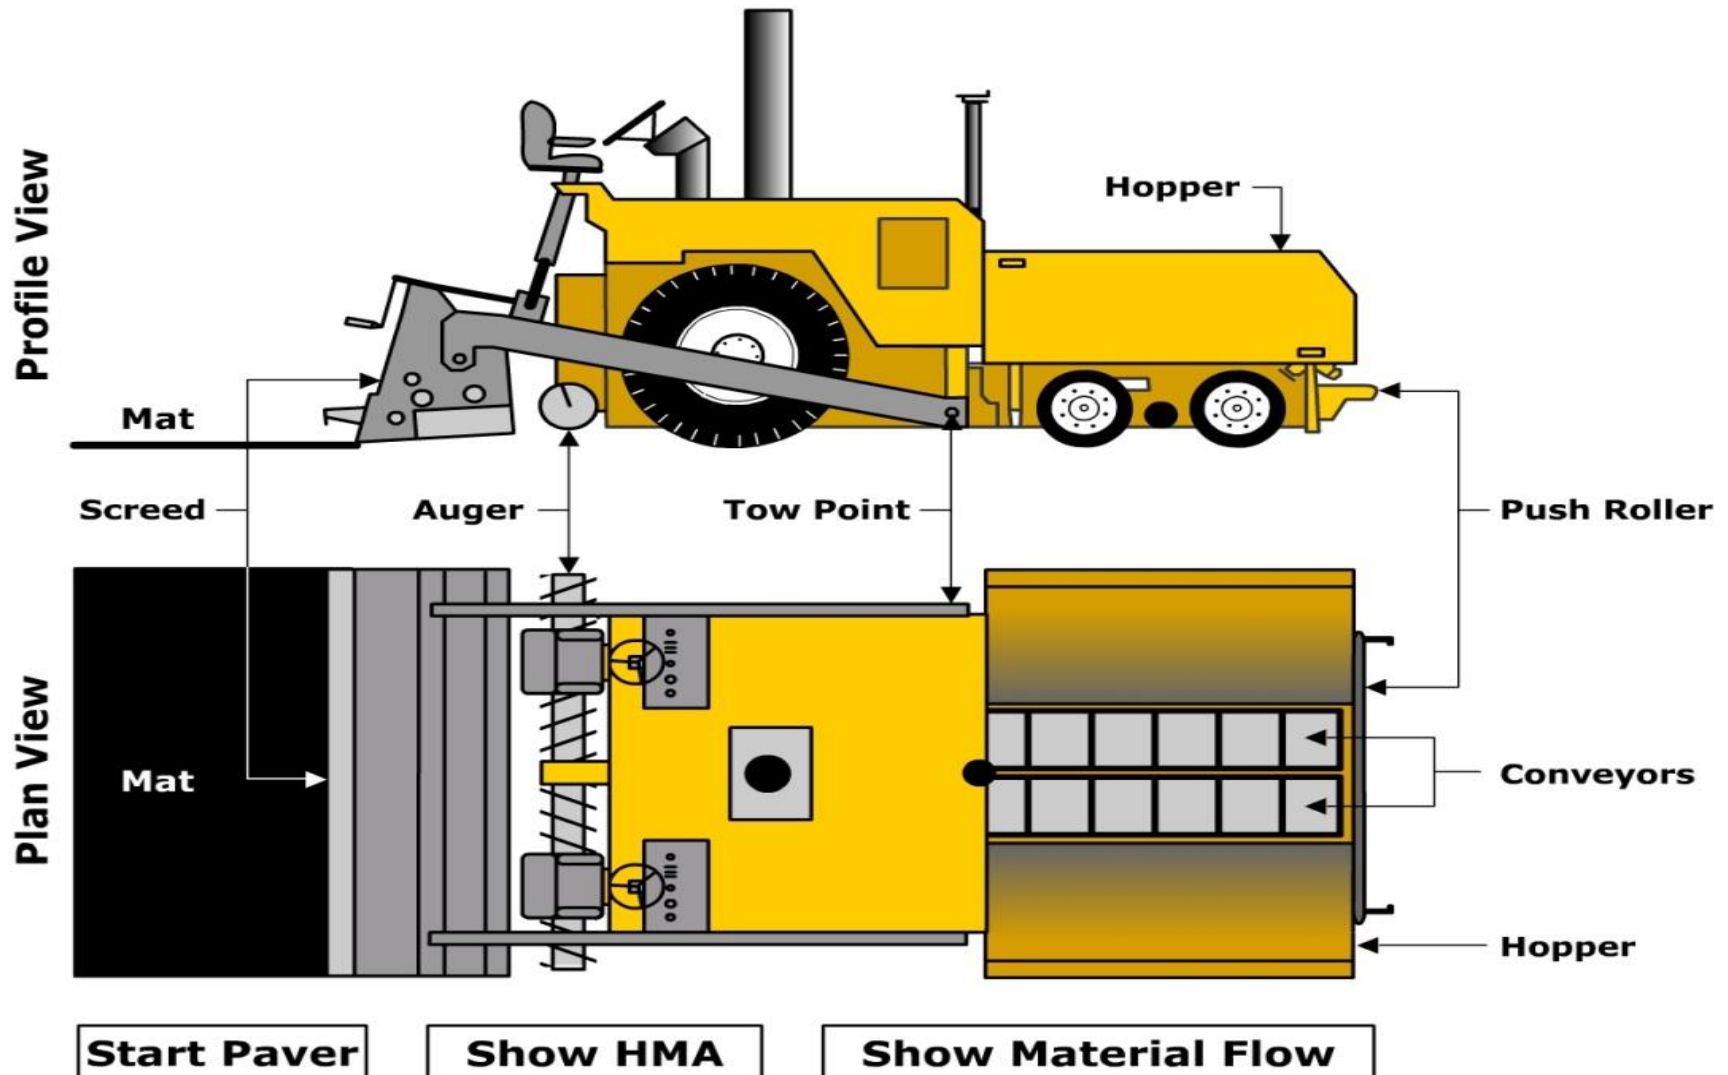 Profile View
Hopper
Mat
Screed
Auger
Tow Point
Push Roller
Plan View
Mat
Conveyors
Hopper
Start Paver
Show HMA
Show Material Flow